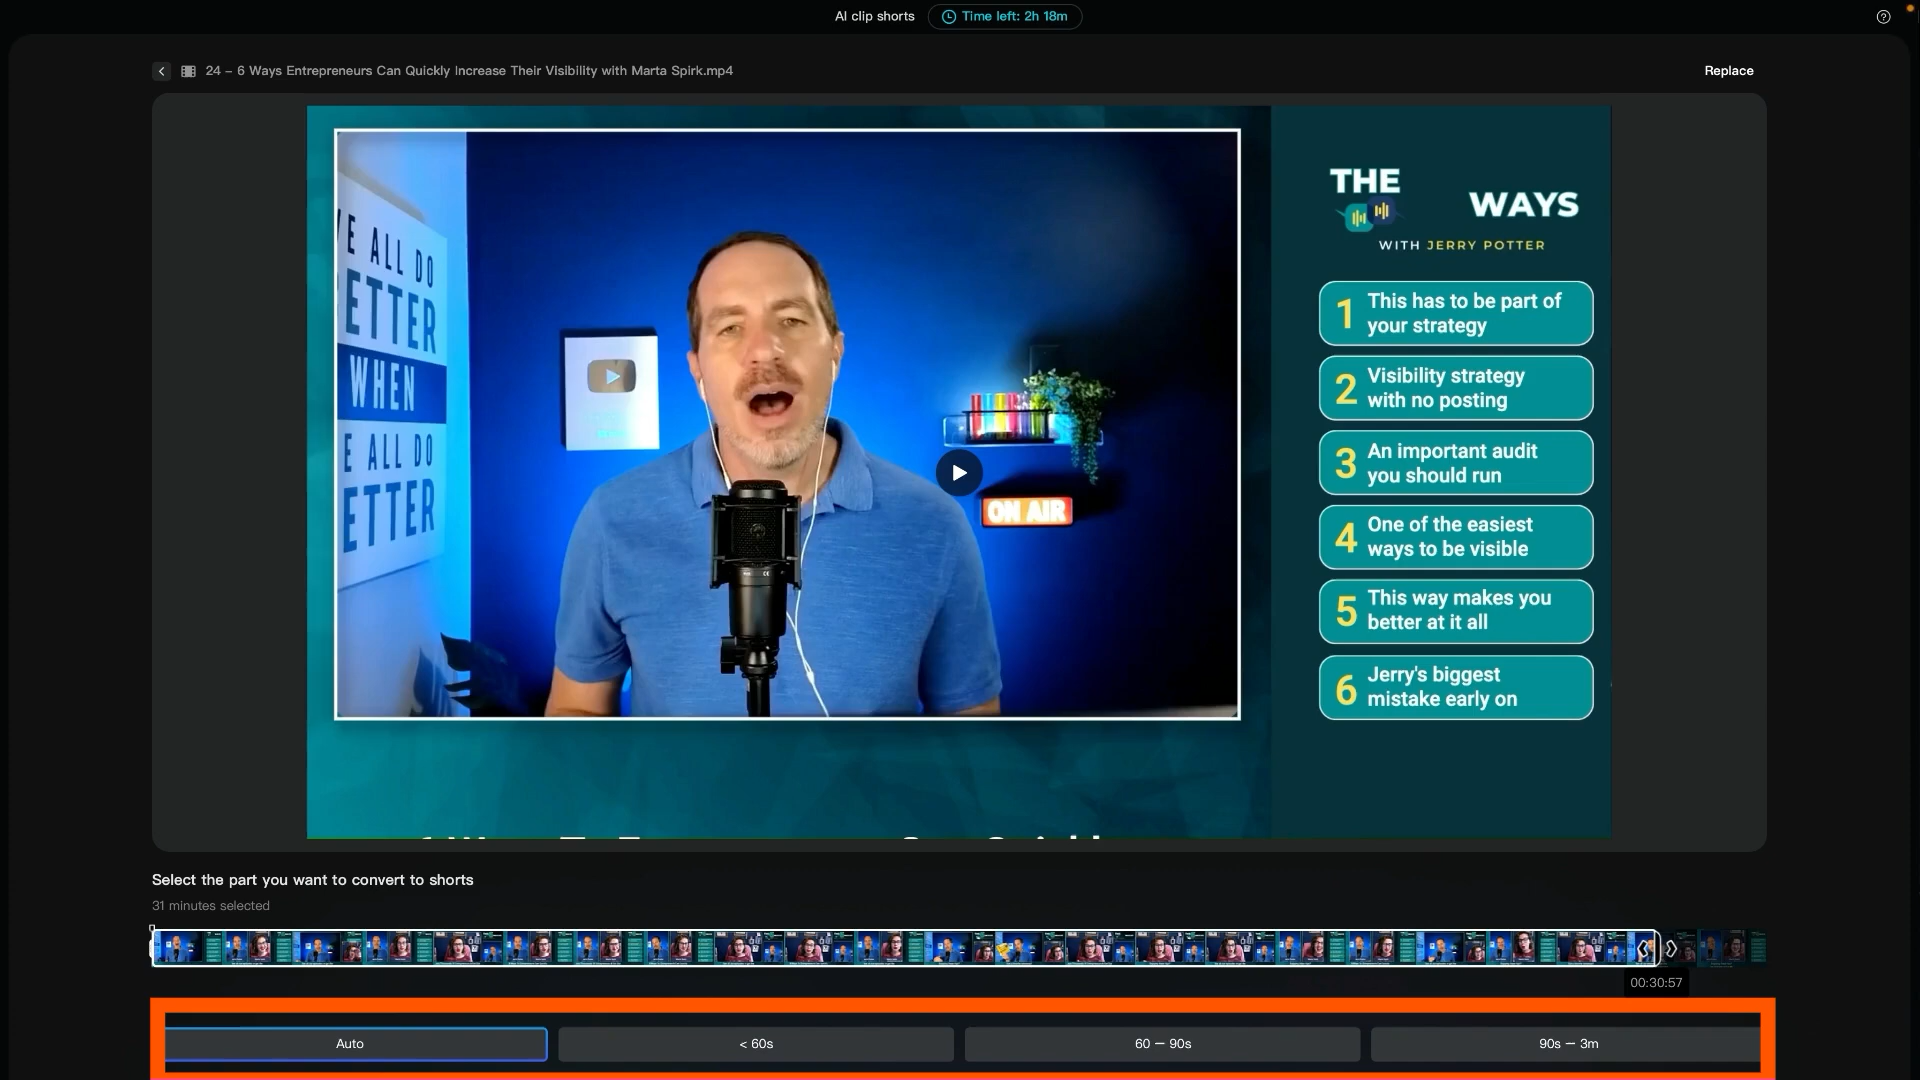 AI clip shorts
Time left: 2h 18m
24 – 6 Ways Entrepreneurs Can Quickly Increase Their Visibility with Marta Spirk.mp4
Replace
THE
WAYS
WITH JERRY POTTER
ALL DO
ETTER
WHEN
E ALL DO
ETTER
ON AIR
1 This has to be part of
your strategy
2 Visibility strategy
with no posting
3 An important audit
you should run
4 One of the easiest
ways to be visible
5 This way makes you
better at it all
6 Jerry's biggest
mistake early on
Select the part you want to convert to shorts
31 minutes selected
00:30:57
Auto
< 60s
60 – 90s
90s – 3m